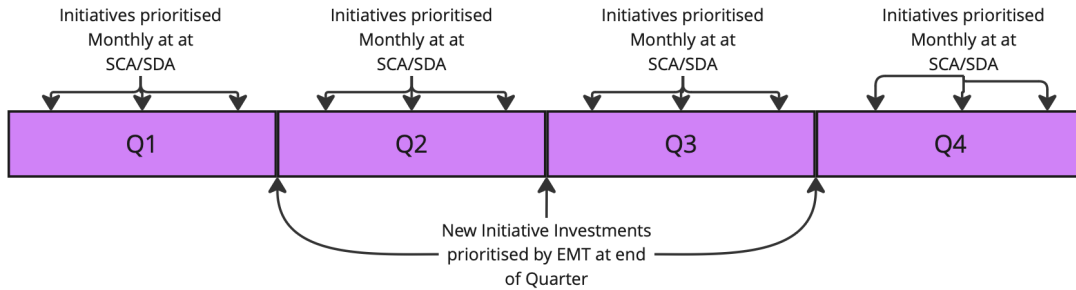 Initiatives prioritised
Monthly at at
SCA/SDA
Initiatives prioritised
Monthly at at
SCA/SDA
Initiatives prioritised
Monthly at at
SCA/SDA
Initiatives prioritised
Monthly at at
SCA/SDA
Q1
Q2
Q3
Q4
New Initiative Investments
prioritised by EMT at end
of Quarter